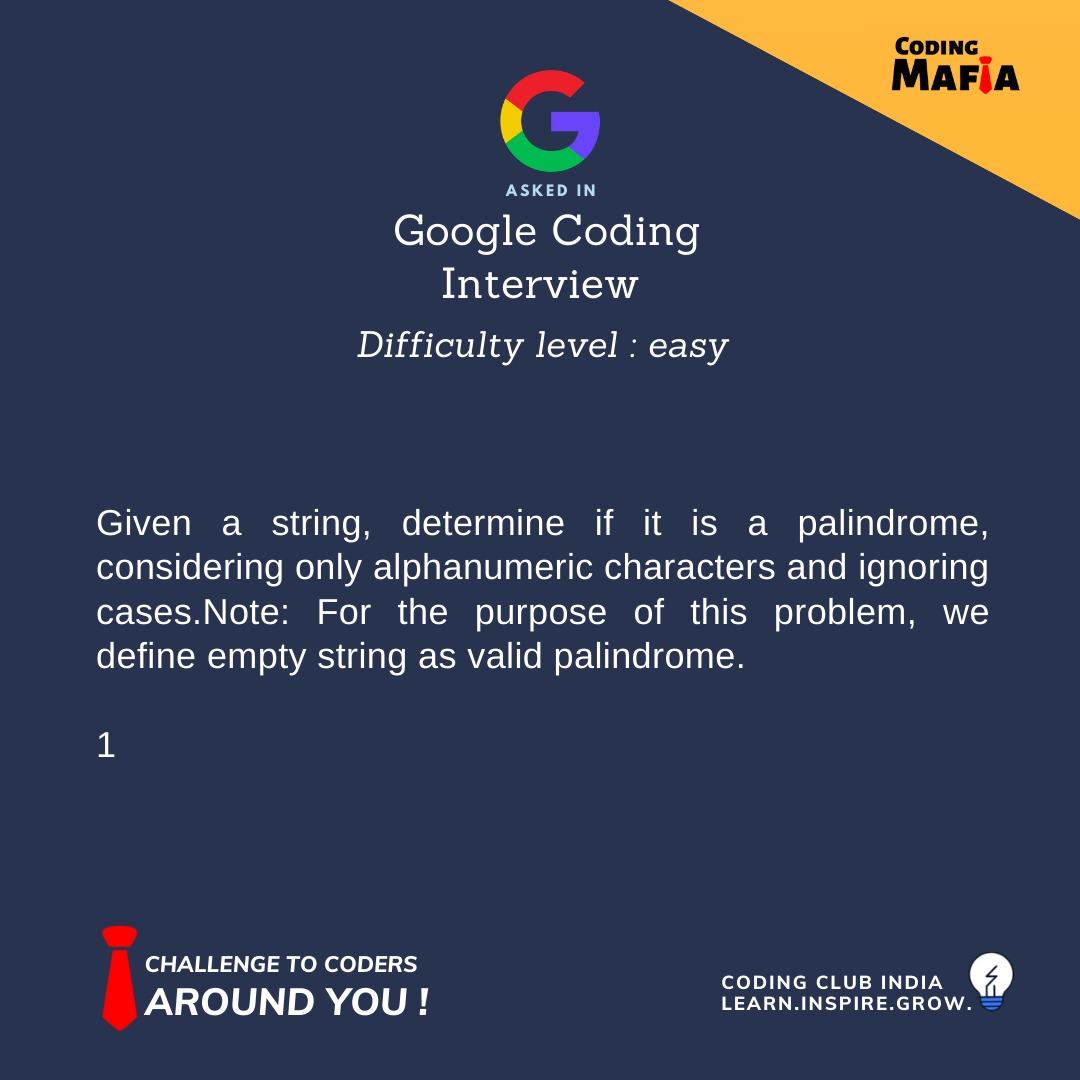 CODING
MAFIA
ASKED IN
Google Coding
Interview
Difficulty level : easy
Given a string, determine if it is a palindrome,
considering only alphanumeric characters and ignoring
cases.Note: For the purpose of this problem, we
define empty string as valid palindrome.
1
CHALLENGE TO CODERS
AROUND YOU !
CODING CLUB INDIA
LEARN.INSPIRE.GROW.